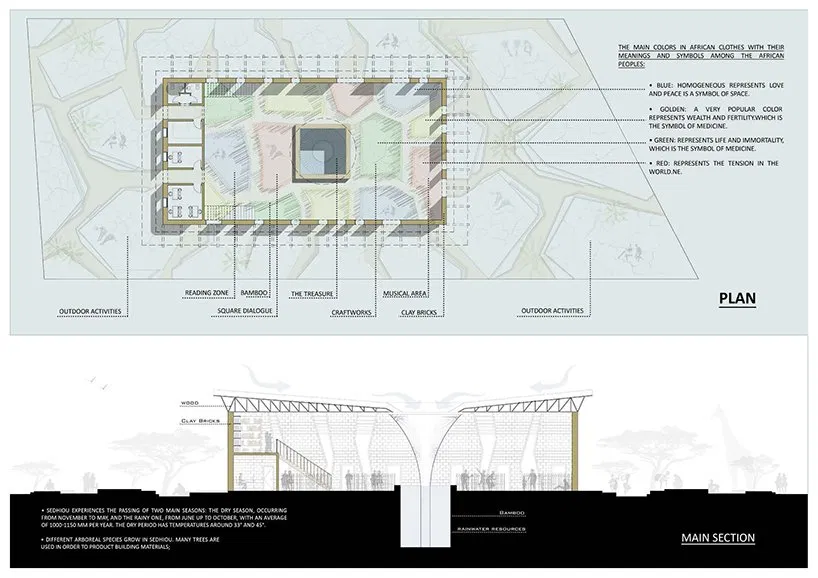 THE MAIN COLORS IN AFRICAN CLOTHES WITH THEIR
MEANINGS AND SYMBOLS AMONG THE AFRICAN
PEOPLES:
• BLUE: HOMOGENEOUS REPRESENTS LOVE
AND PEACE IS A SYMBOL OF SPACE.
• GOLDEN: A VERY POPULAR COLOR
REPRESENTS WEALTH AND FERTILITY.WHICH IS
THE SYMBOL OF MEDICINE.
• GREEN: REPRESENTS LIFE AND IMMORTALITY,
WHICH IS THE SYMBOL OF MEDICINE.
• RED: REPRESENTS THE TENSION IN THE
WORLD.NE.
READING ZONE
BAMBOO
THE TREASURE
MUSICAL AREA
OUTDOOR ACTIVITIES
SQUARE DIALOGUE
CRAFTWORKS
CLAY BRICKS
OUTDOOR ACTIVITIES
PLAN
WOOD
CLAY BRICKS
• SEDHIOU EXPERIENCES THE PASSING OF TWO MAIN SEASONS: THE DRY SEASON, OCCURING
FROM NOVEMBER TO MAY, AND THE RAINY ONE, FROM JUNE UP TO OCTOBER, WITH AN AVERAGE
OF 1000-1150 MM PER YEAR. THE DRY PERIOD HAS TEMPERATURES AROUND 33° AND 45°.
• DIFFERENT ARBOREAL SPECIES GROW IN SEDHIOU. MANY TREES ARE
USED IN ORDER TO PRODUCT BUILDING MATERIALS;
BAMBOO
RAINWATER RESOURCES
MAIN SECTION